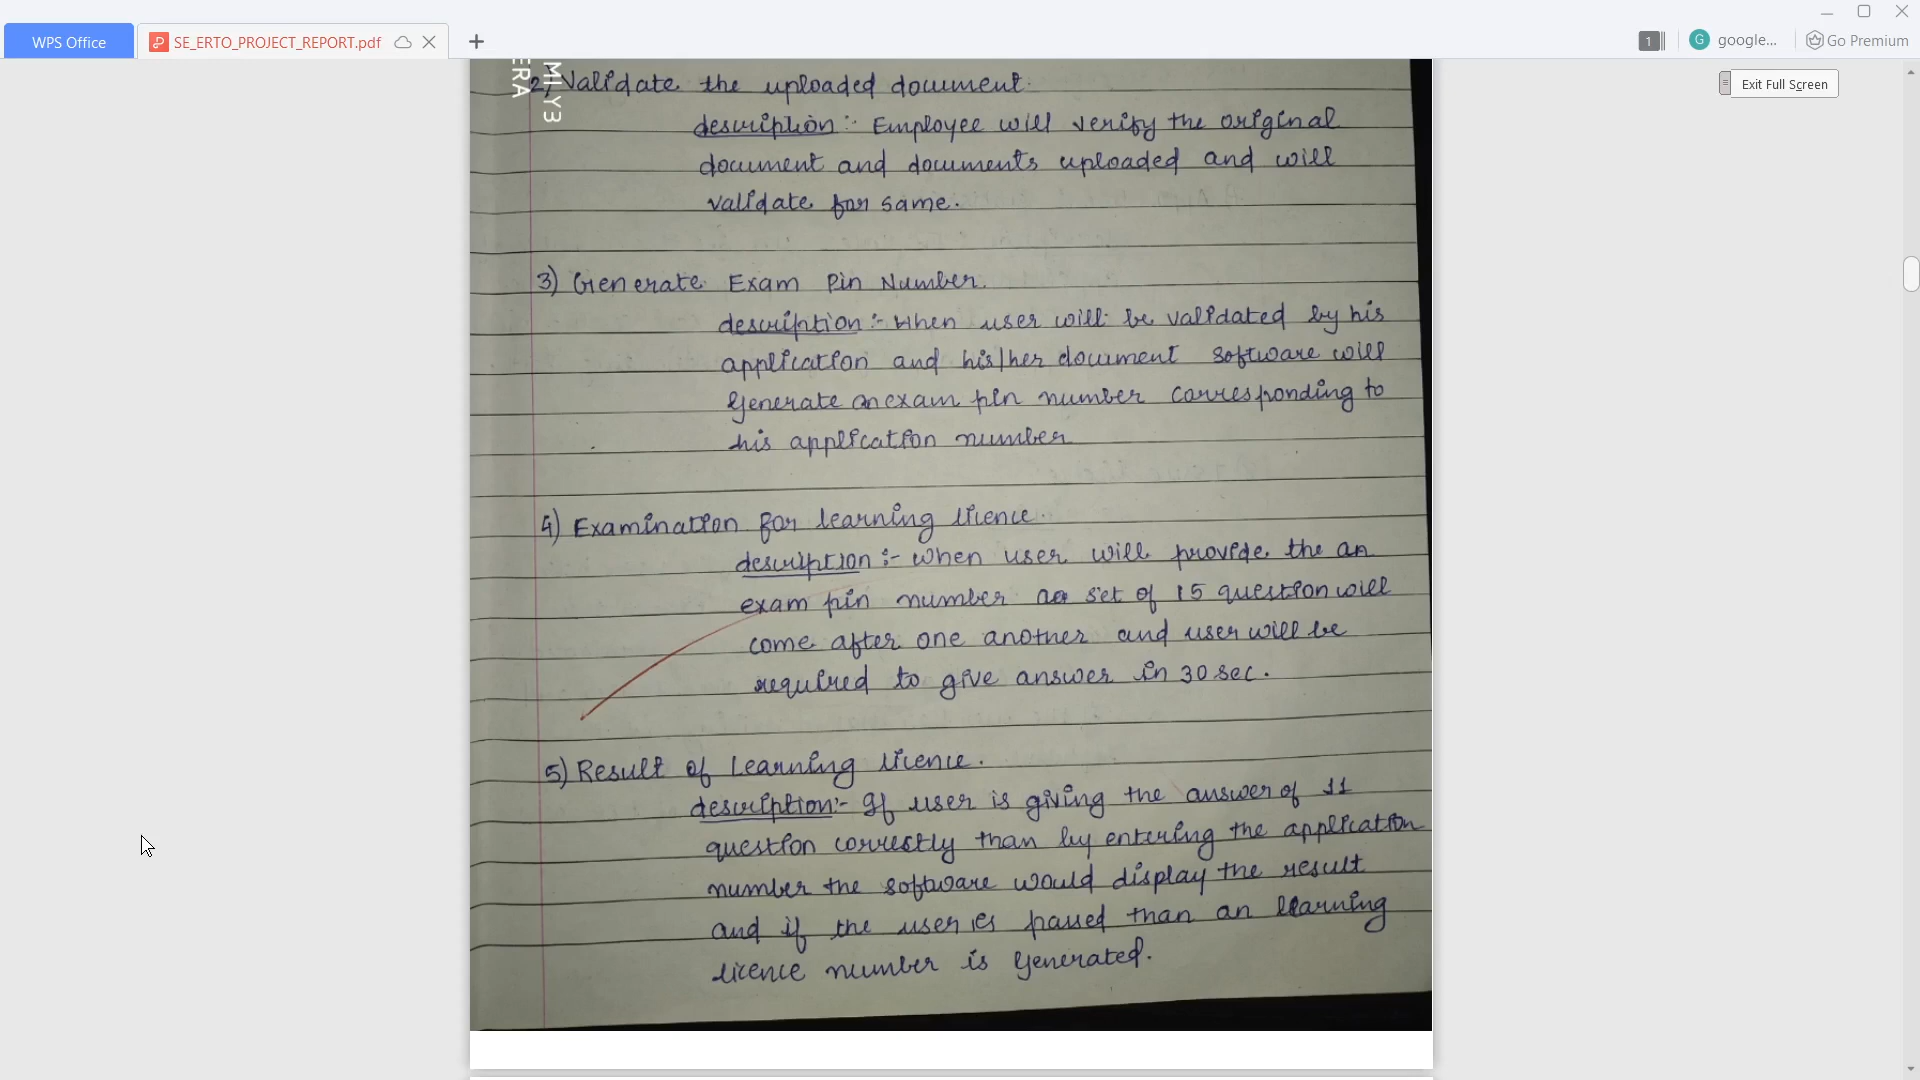 WPS Office
SE_ERTO_PROJECT_REPORT.pdf
1
G google...
Go Premium
Exit Full Screen
MI Y3
ERA
2) Validate the uploaded document.
description :- Employee will verify the original
document and documents uploaded and will
validate for same.
3) Generate Exam Pin Number.
description :- When user will be validated by his
application and his/her document software will
generate an exam pin number corresponding to
his application number
4) Examination for learning licence.
description :- When user will provide the an
exam pin number a set of 15 question will
come after one another and user will be
required to give answer in 30 sec.
5) Result of learning licence.
description:- If user is giving the answer of 11
question correctly than by entering the application
number the software would display the result
and if the user is passed than an learning
licence number is generated.